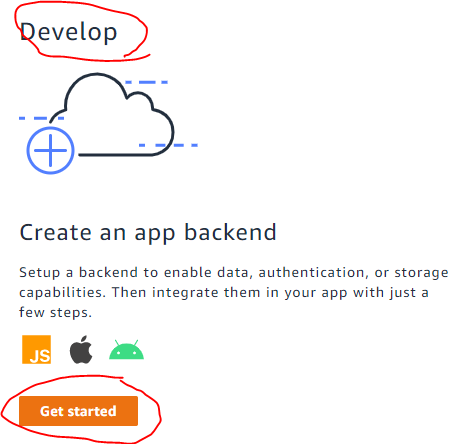 Develop
Create an app backend
Setup a backend to enable data, authentication, or storage
capabilities. Then integrate them in your app with just a
few steps.
JS
Get started